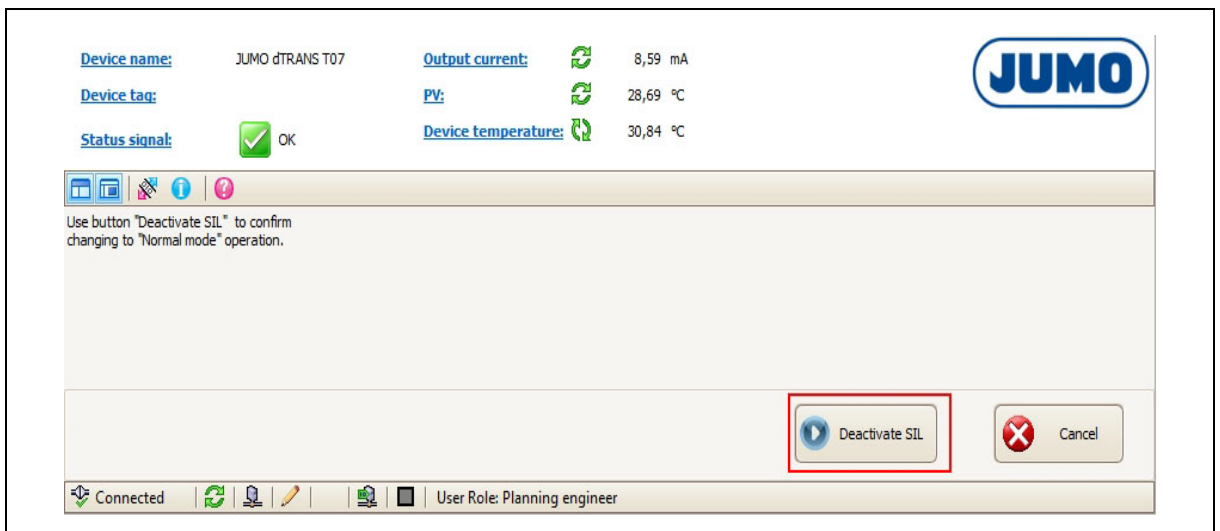 Device name: JUMO dTRANS T07 Output current: 8,59 mA
JUMO
Device tag: PV: 28,69 °C
Status signal: OK Device temperature: 30,84 °C
Use button "Deactivate SIL" to confirm
changing to "Normal mode" operation.
Deactivate SIL Cancel
Connected User Role: Planning engineer